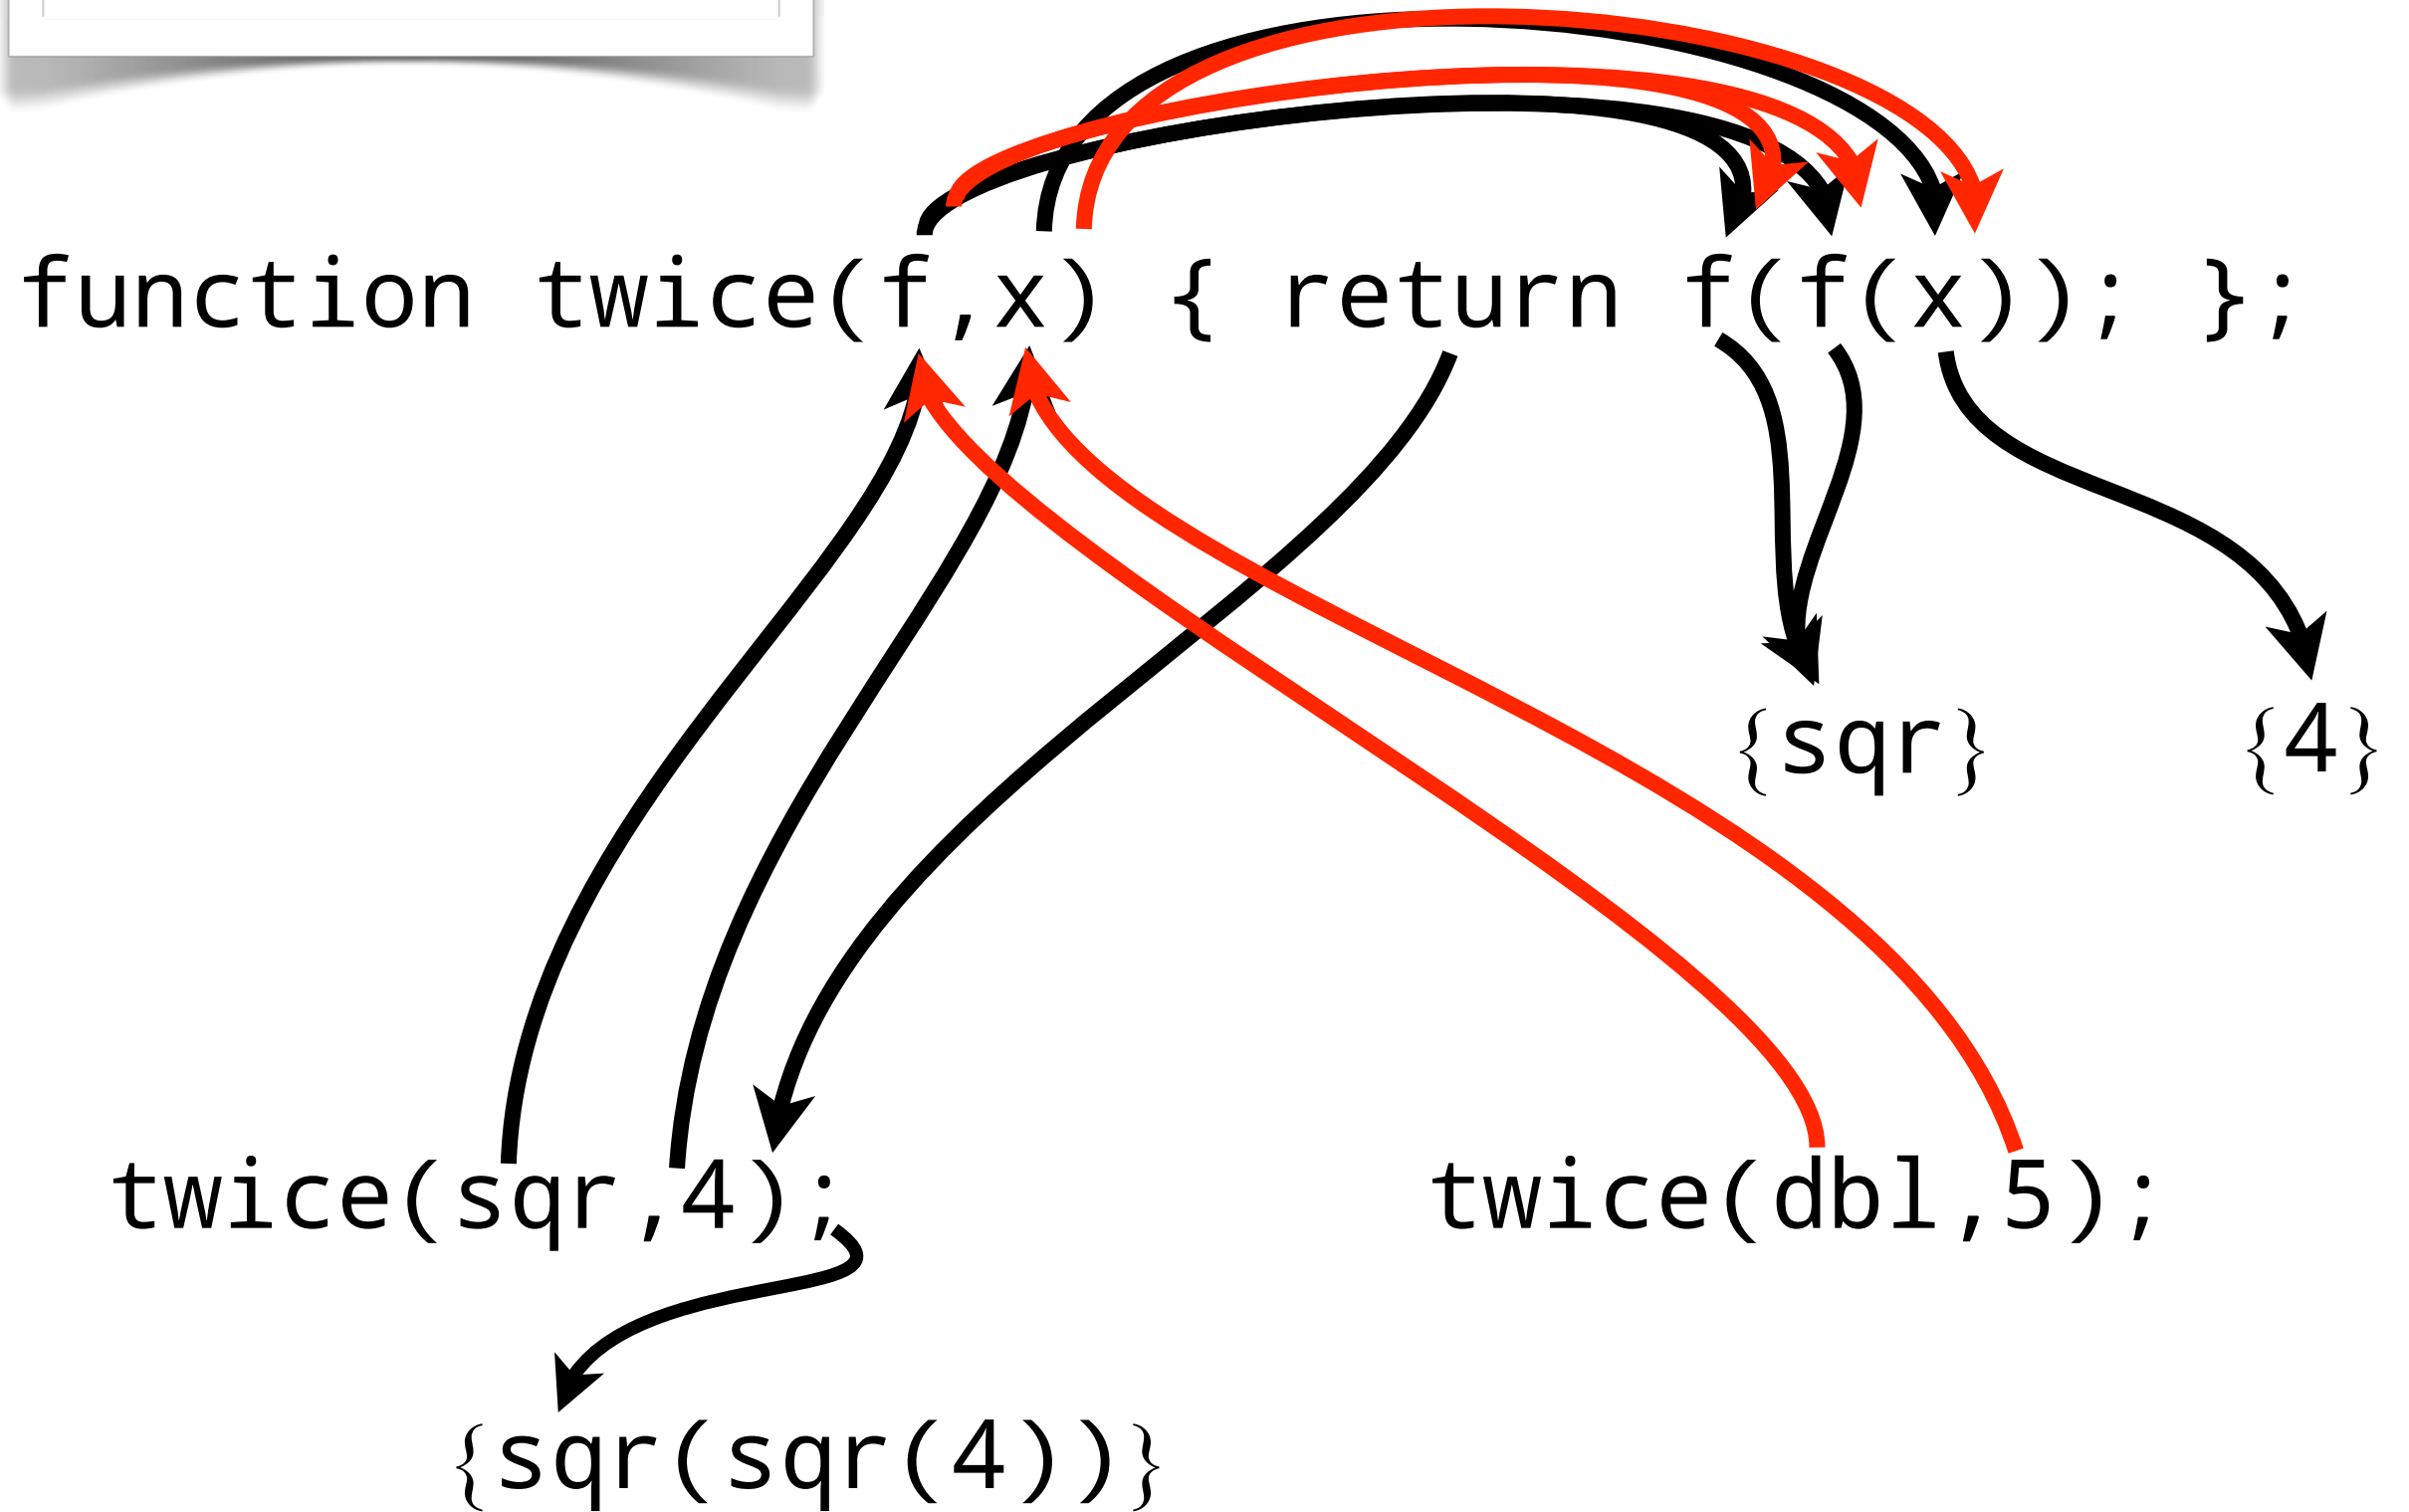 function twice(f,x) { return f(f(x)); };
{sqr} {4}
twice(sqr,4); twice(dbl,5);
{sqr(sqr(4))}